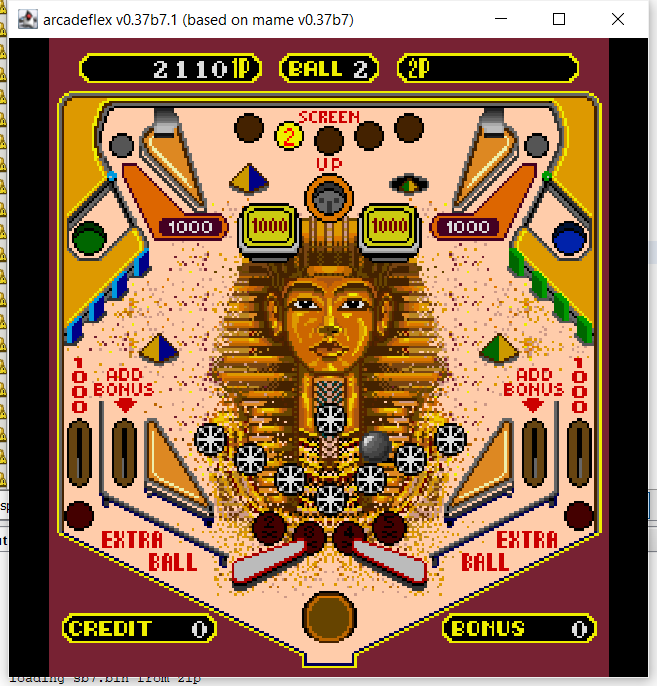 arcadeflex v0.37b7.1 (based on mame v0.37b7)
2110 1P BALL 2 2P
SCREEN
2
UP
1000 1000 1000 1000
1000 ADD BONUS ADD BONUS 1000
EXTRA BALL EXTRA BALL
CREDIT 0 BONUS 0
loading sb7.bin from zip